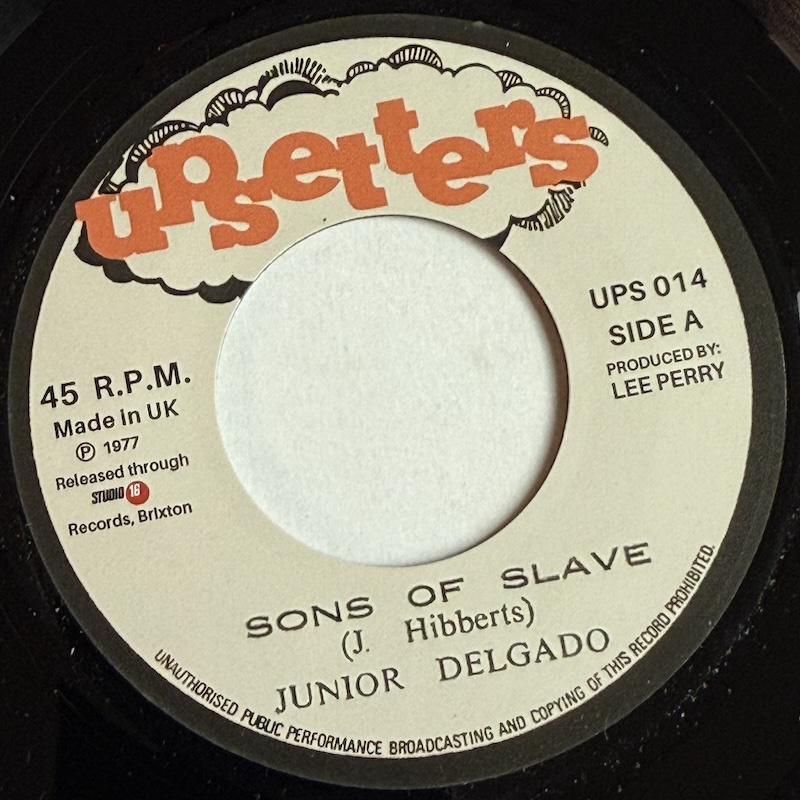 upsetters
UPS 014
SIDE A
PRODUCED BY:
LEE PERRY
45 R.P.M.
Made in UK
Ⓟ 1977
Released through
STUDIO 16
Records, Brixton
SONS OF SLAVE
(J. Hibberts)
JUNIOR DELGADO
UNAUTHORISED PUBLIC PERFORMANCE BROADCASTING AND COPYING OF THIS RECORD PROHIBITED.